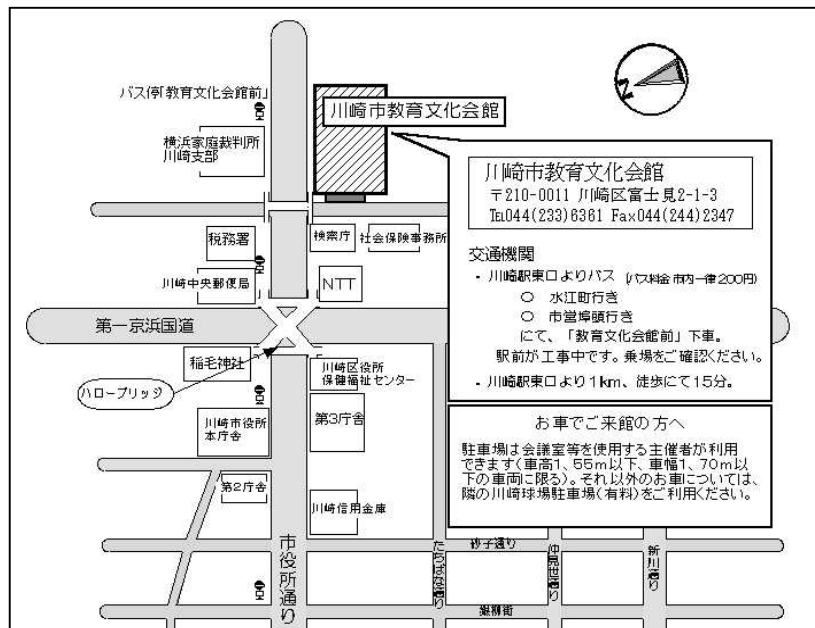 バス停「教育文化会館前」
川崎市教育文化会館
横浜家庭裁判所
川崎支部
税務署
検察庁
社会保険事務所
川崎中央郵便局
NTT
第一京浜国道
稲毛神社
川崎区役所
保健福祉センター
ハローブリッジ
川崎市役所
本庁舎
第3庁舎
第2庁舎
川崎信用金庫
市役所通り
たちばな通り
砂子通り
仲見世通り
新川通り
銀柳街
N
川崎市教育文化会館
〒210-0011 川崎区富士見2-1-3
℡044(233)6361 Fax044(244)2347
交通機関
・川崎駅東口よりバス (バス料金市内一律200円)
○ 水江町行き
○ 市営埠頭行き
にて、「教育文化会館前」下車。
駅前が工事中です。乗場をご確認ください。
・川崎駅東口より1km、徒歩にて15分。
お車でご来館の方へ
駐車場は会議室等を使用する主催者が利用
できます(車高1、55m以下、車幅1、70m以
下の車両に限る)。それ以外のお車については、
隣の川崎球場駐車場(有料)をご利用ください。